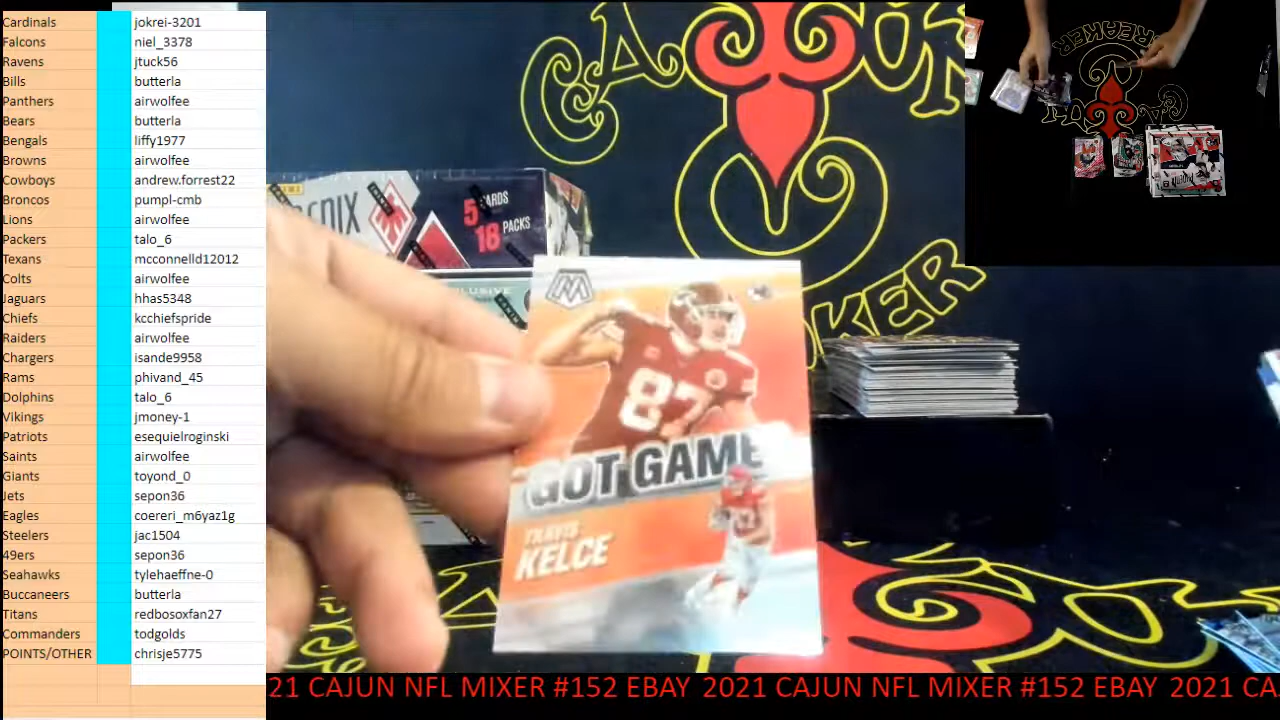 Cardinals jokrei-3201
Falcons niel_3378
Ravens jtuck56
Bills butterla
Panthers airwolfee
Bears butterla
Bengals liffy1977
Browns airwolfee
Cowboys andrew.forrest22
Broncos pumpl-cmb
Lions airwolfee
Packers talo_6
Texans mcconnelld12012
Colts airwolfee
Jaguars hhas5348
Chiefs kcchiefspride
Raiders airwolfee
Chargers isande9958
Rams phivand_45
Dolphins talo_6
Vikings jmoney-1
Patriots esequielroginski
Saints airwolfee
Giants toyond_0
Jets sepon36
Eagles coereri_m6yaz1g
Steelers jac1504
49ers sepon36
Seahawks tylehaeffne-0
Buccaneers butterla
Titans redbosoxfan27
Commanders todgolds
POINTS/OTHER chrisje5775
5 CARDS
18 PACKS
M
87
GOT GAME
TRAVIS
KELCE
21 CAJUN NFL MIXER #152 EBAY 2021 CAJUN NFL MIXER #152 EBAY 2021 CA